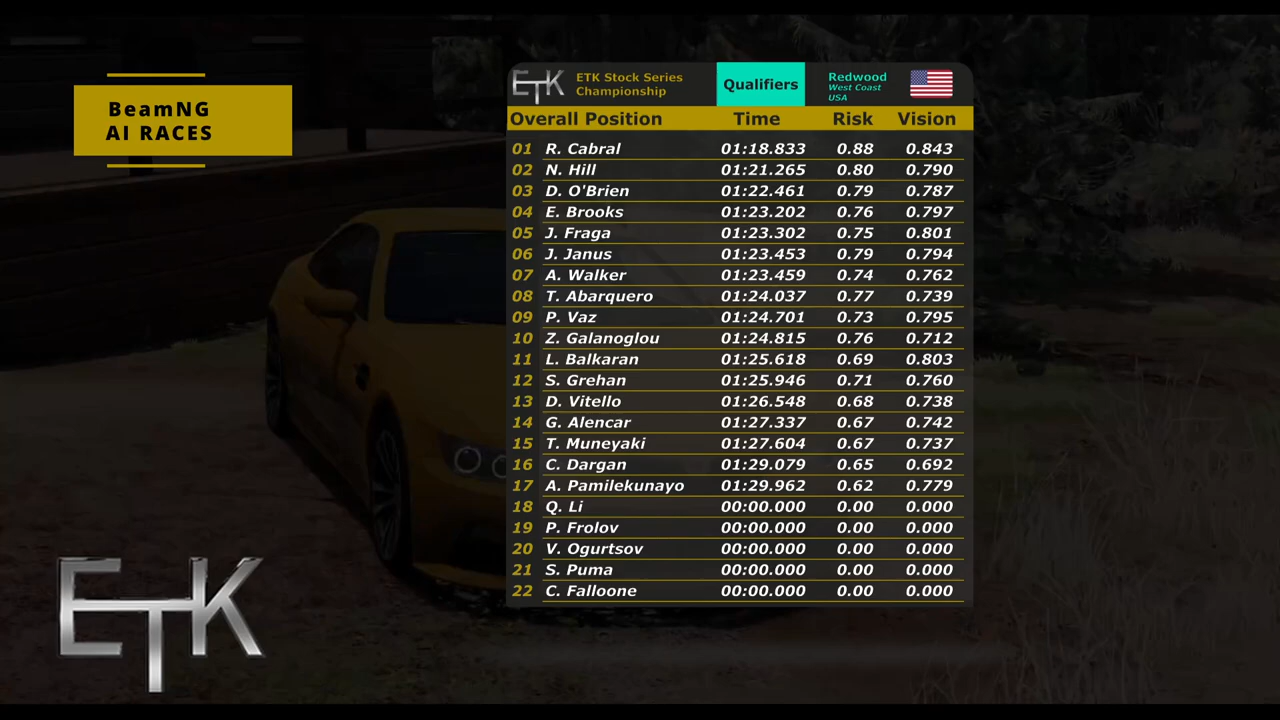 BeamNG
AI RACES
ETK
ETK Stock Series
Championship
Qualifiers
Redwood
West Coast
USA
Overall Position Time Risk Vision
01 R. Cabral 01:18.833 0.88 0.843
02 N. Hill 01:21.265 0.80 0.790
03 D. O'Brien 01:22.461 0.79 0.787
04 E. Brooks 01:23.202 0.76 0.797
05 J. Fraga 01:23.302 0.75 0.801
06 J. Janus 01:23.453 0.79 0.794
07 A. Walker 01:23.459 0.74 0.762
08 T. Abarquero 01:24.037 0.77 0.739
09 P. Vaz 01:24.701 0.73 0.795
10 Z. Galanoglou 01:24.815 0.76 0.712
11 L. Balkaran 01:25.618 0.69 0.803
12 S. Grehan 01:25.946 0.71 0.760
13 D. Vitello 01:26.548 0.68 0.738
14 G. Alencar 01:27.337 0.67 0.742
15 T. Muneyaki 01:27.604 0.67 0.737
16 C. Dargan 01:29.079 0.65 0.692
17 A. Pamilekunayo 01:29.962 0.62 0.779
18 Q. Li 00:00.000 0.00 0.000
19 P. Frolov 00:00.000 0.00 0.000
20 V. Ogurtsov 00:00.000 0.00 0.000
21 S. Puma 00:00.000 0.00 0.000
22 C. Falloone 00:00.000 0.00 0.000
ETK